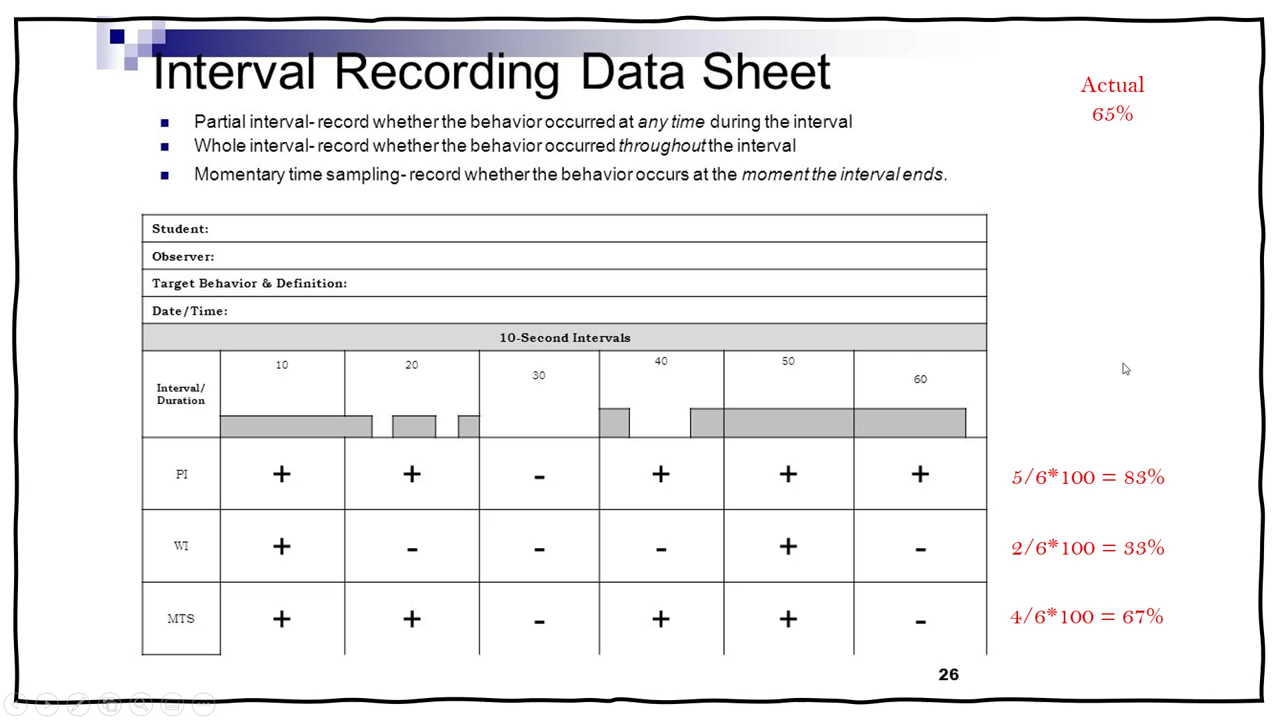 Interval Recording Data Sheet
Actual
65%
Partial interval- record whether the behavior occurred at any time during the interval
Whole interval- record whether the behavior occurred throughout the interval
Momentary time sampling- record whether the behavior occurs at the moment the interval ends.
Student:
Observer:
Target Behavior & Definition:
Date/Time:
10-Second Intervals
Interval/
Duration
10 20 30 40 50 60
PI + + - + + + 5/6*100 = 83%
WI + - - - + - 2/6*100 = 33%
MTS + + - + + - 4/6*100 = 67%
26